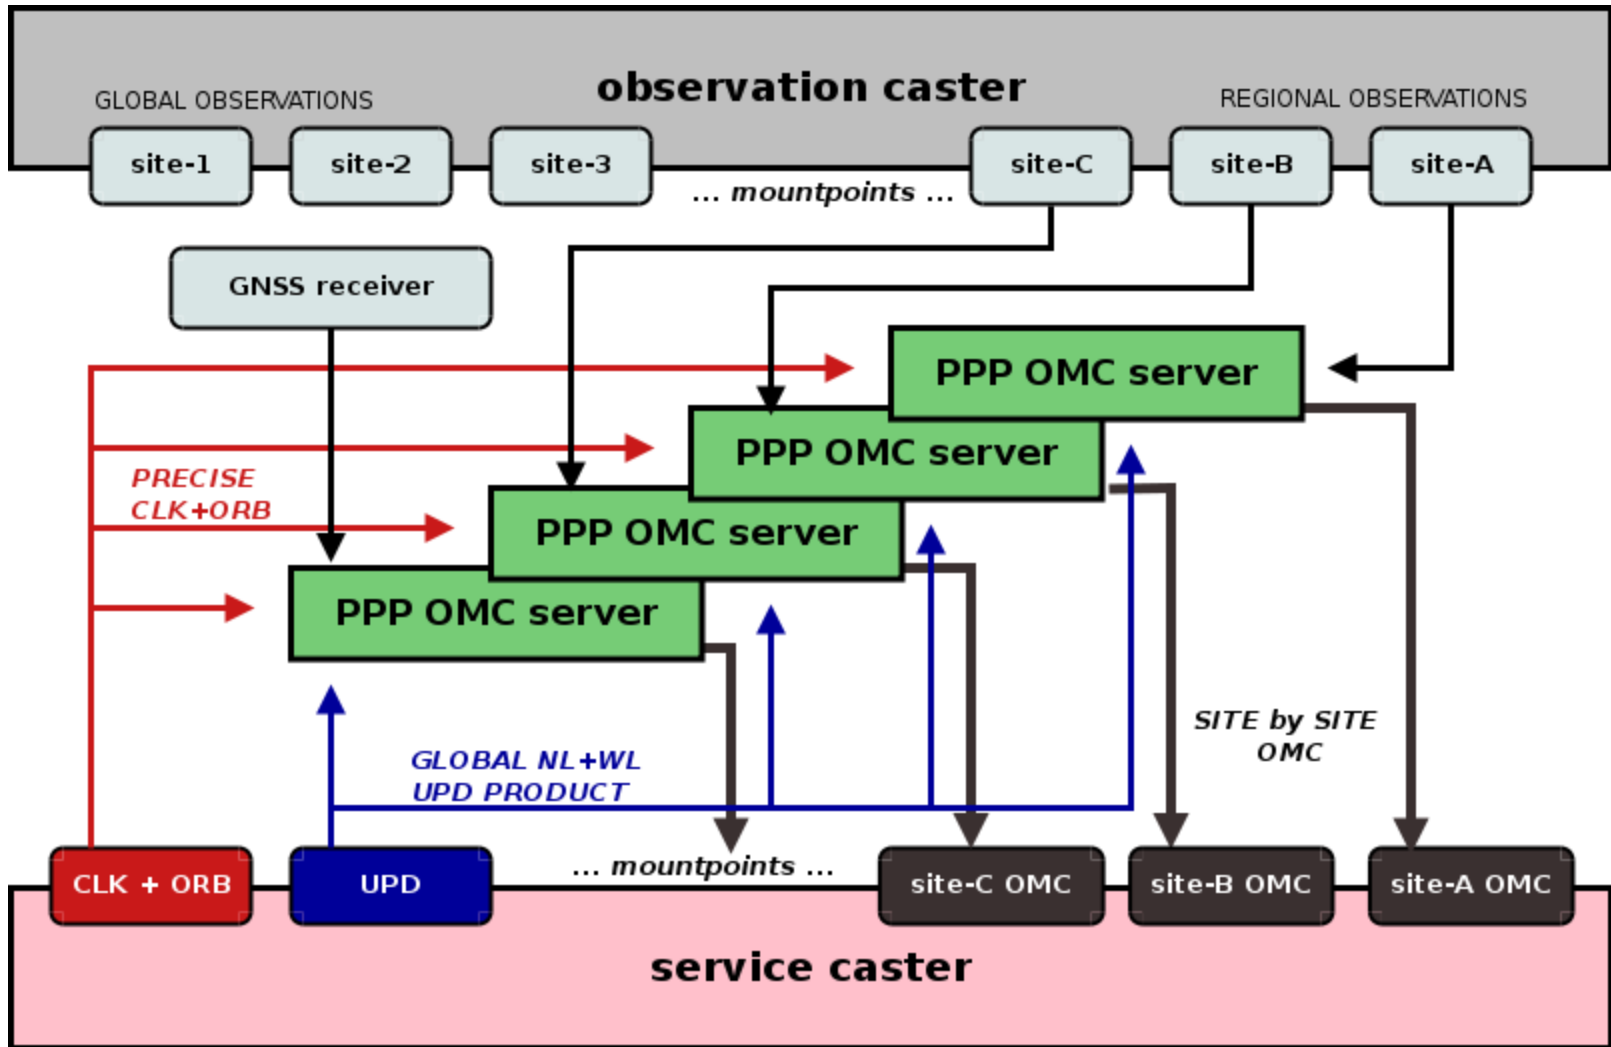 observation caster
GLOBAL OBSERVATIONS
REGIONAL OBSERVATIONS
site-1
site-2
site-3
... mountpoints ...
site-C
site-B
site-A
GNSS receiver
PPP OMC server
PPP OMC server
PRECISE
CLK+ORB
PPP OMC server
PPP OMC server
SITE by SITE
OMC
GLOBAL NL+WL
UPD PRODUCT
... mountpoints ...
CLK + ORB
UPD
site-C OMC
site-B OMC
site-A OMC
service caster